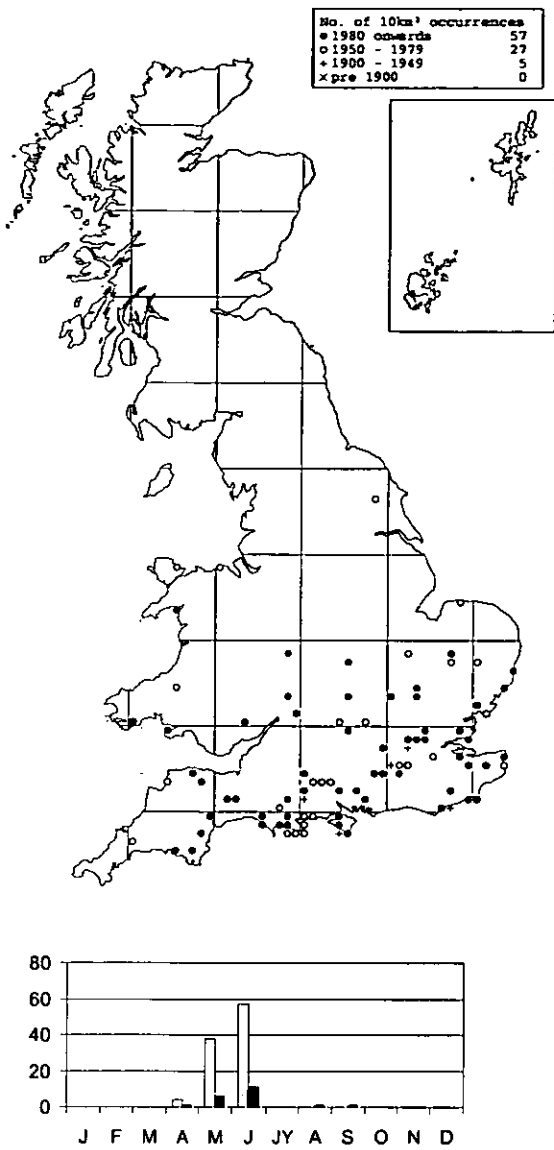 No. of 10km² occurrences
● 1980 onwards 57
○ 1950 - 1979 27
+ 1900 - 1949 5
× pre 1900 0
80
60
40
20
0
J F M A M J JY A S O N D